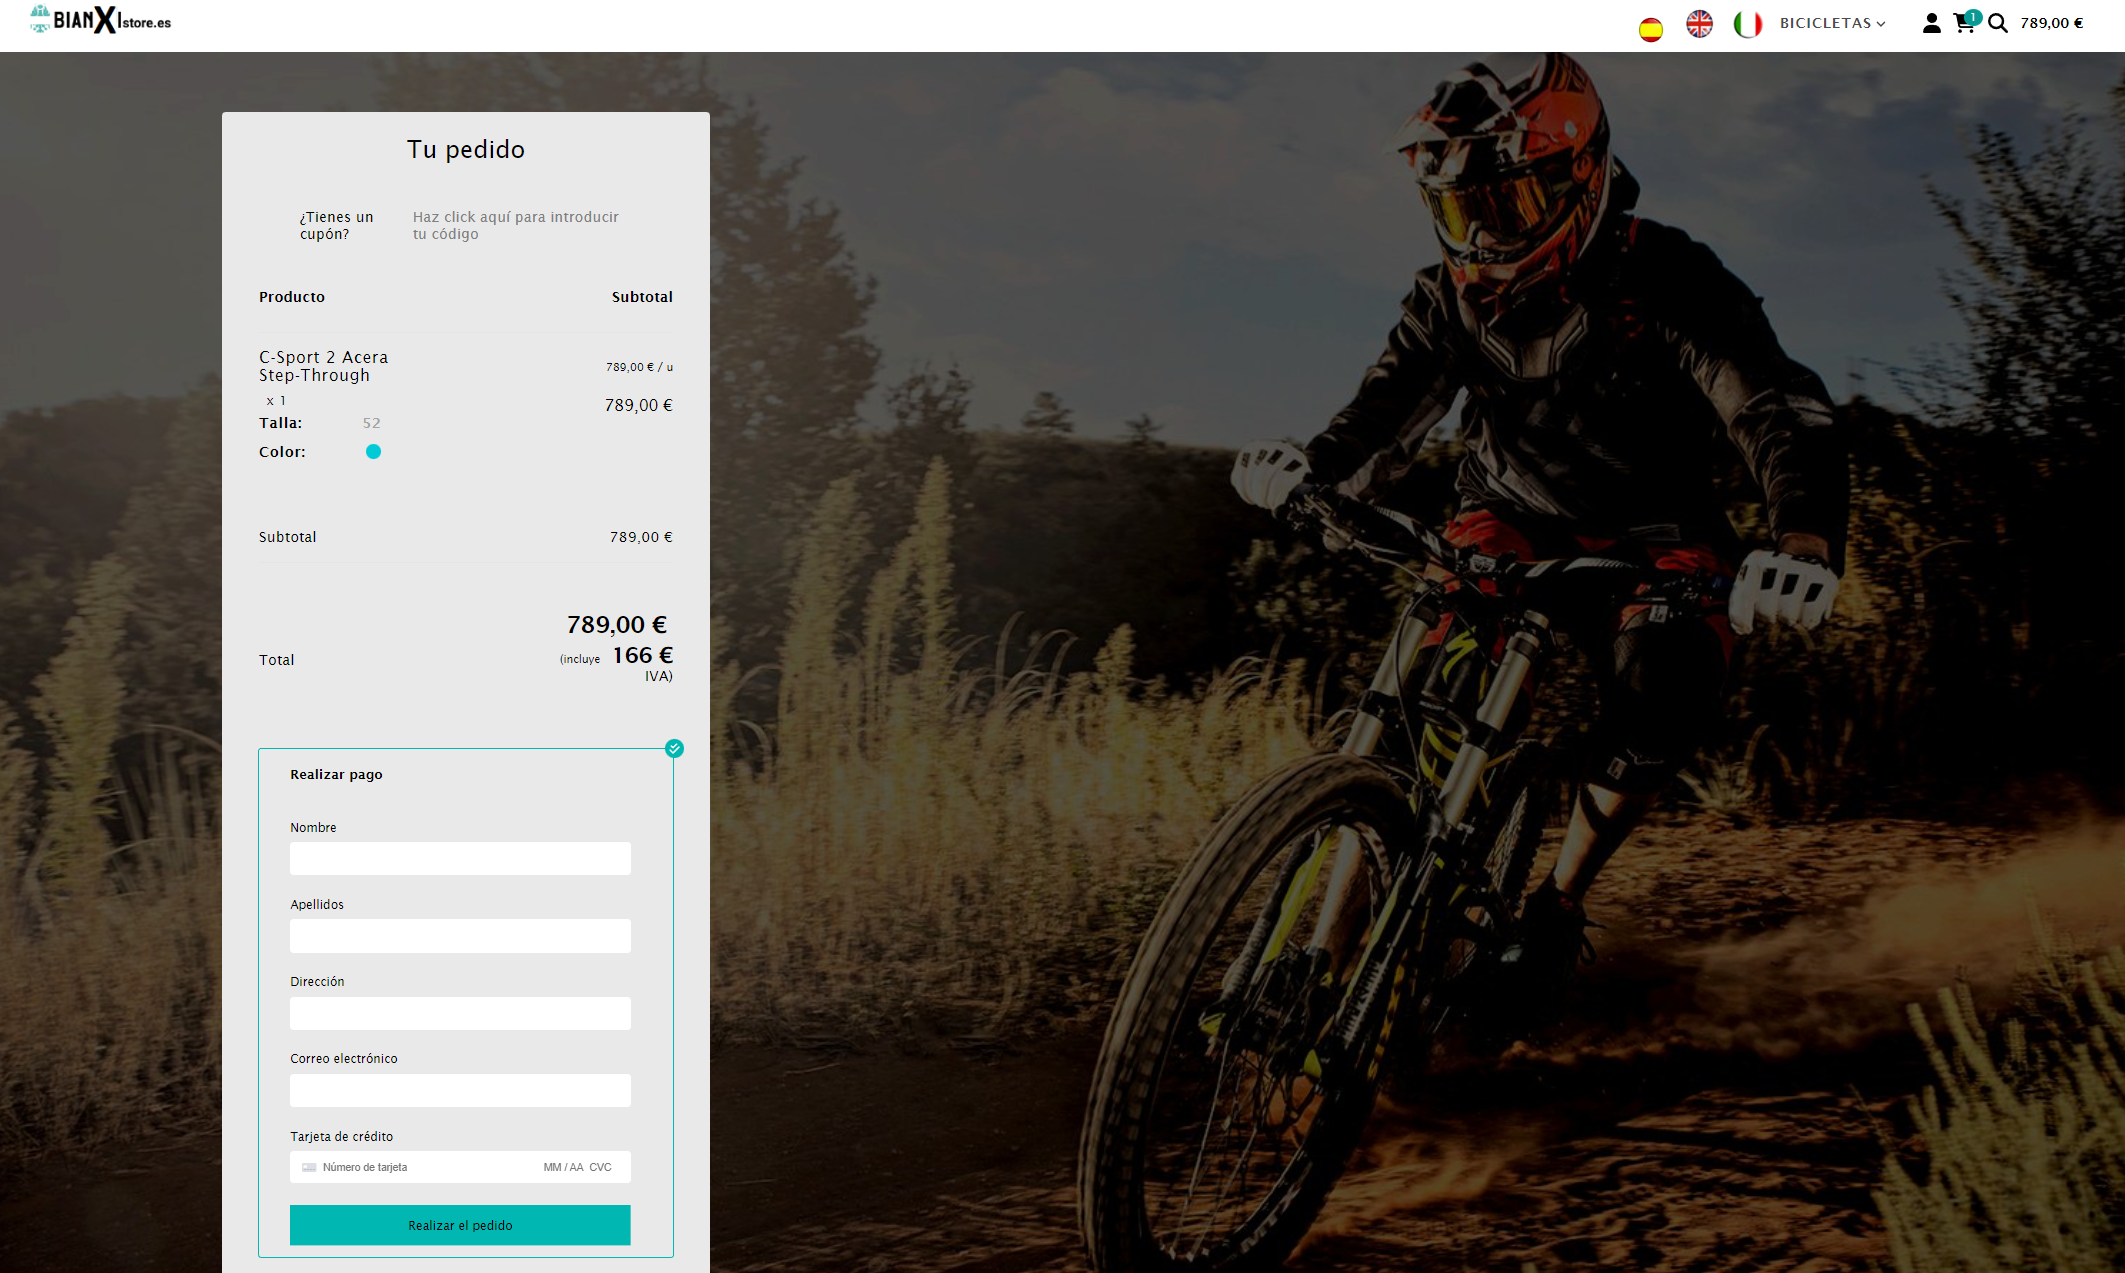 BIANXIstore.es
BICICLETAS
1
789,00 €
Tu pedido
¿Tienes un
cupón?
Haz click aquí para introducir
tu código
Producto
Subtotal
C-Sport 2 Acera
Step-Through
789,00 € / u
x 1
789,00 €
Talla:
52
Color:
Subtotal
789,00 €
789,00 €
Total
(incluye 166 €
IVA)
Realizar pago
Nombre
Apellidos
Dirección
Correo electrónico
Tarjeta de crédito
Número de tarjeta
MM / AA CVC
Realizar el pedido